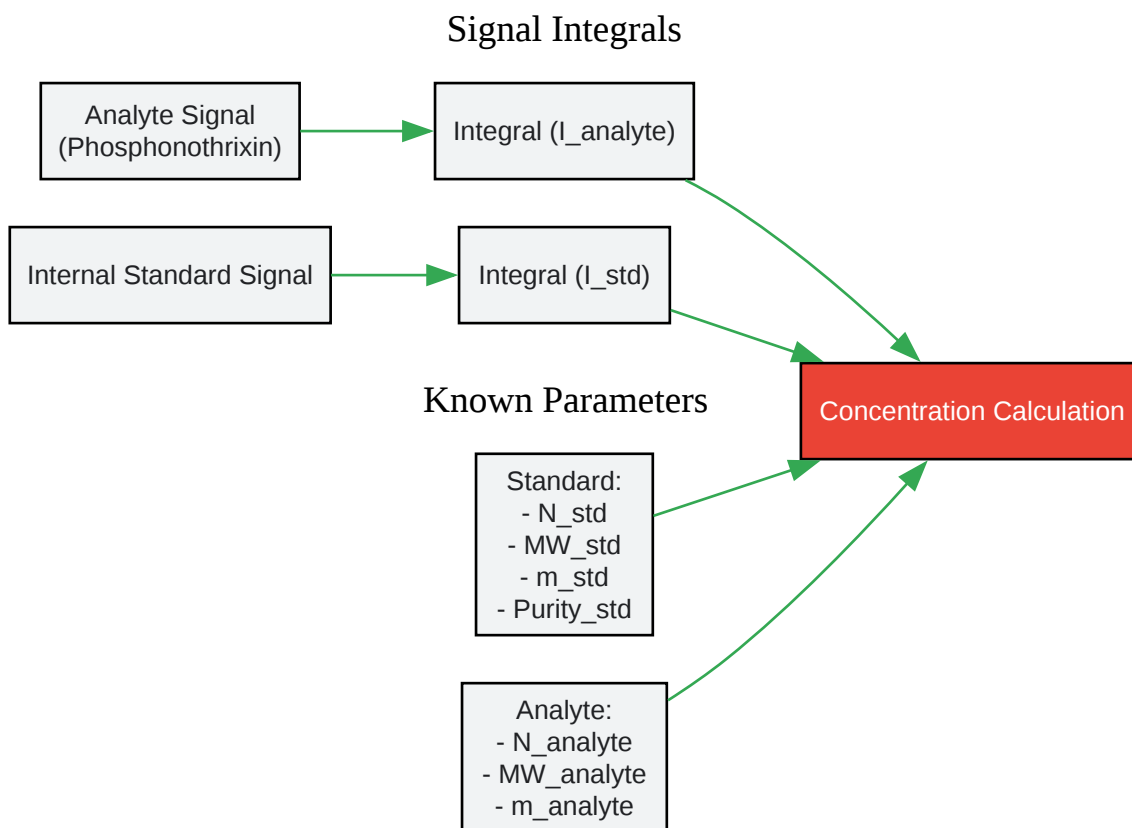 Signal Integrals
Analyte Signal
(Phosphonothrixin)
Integral (I_analyte)
Internal Standard Signal
Integral (I_std)
Concentration Calculation
Known Parameters
Standard:
- N_std
- MW_std
- m_std
- Purity_std
Analyte:
- N_analyte
- MW_analyte
- m_analyte